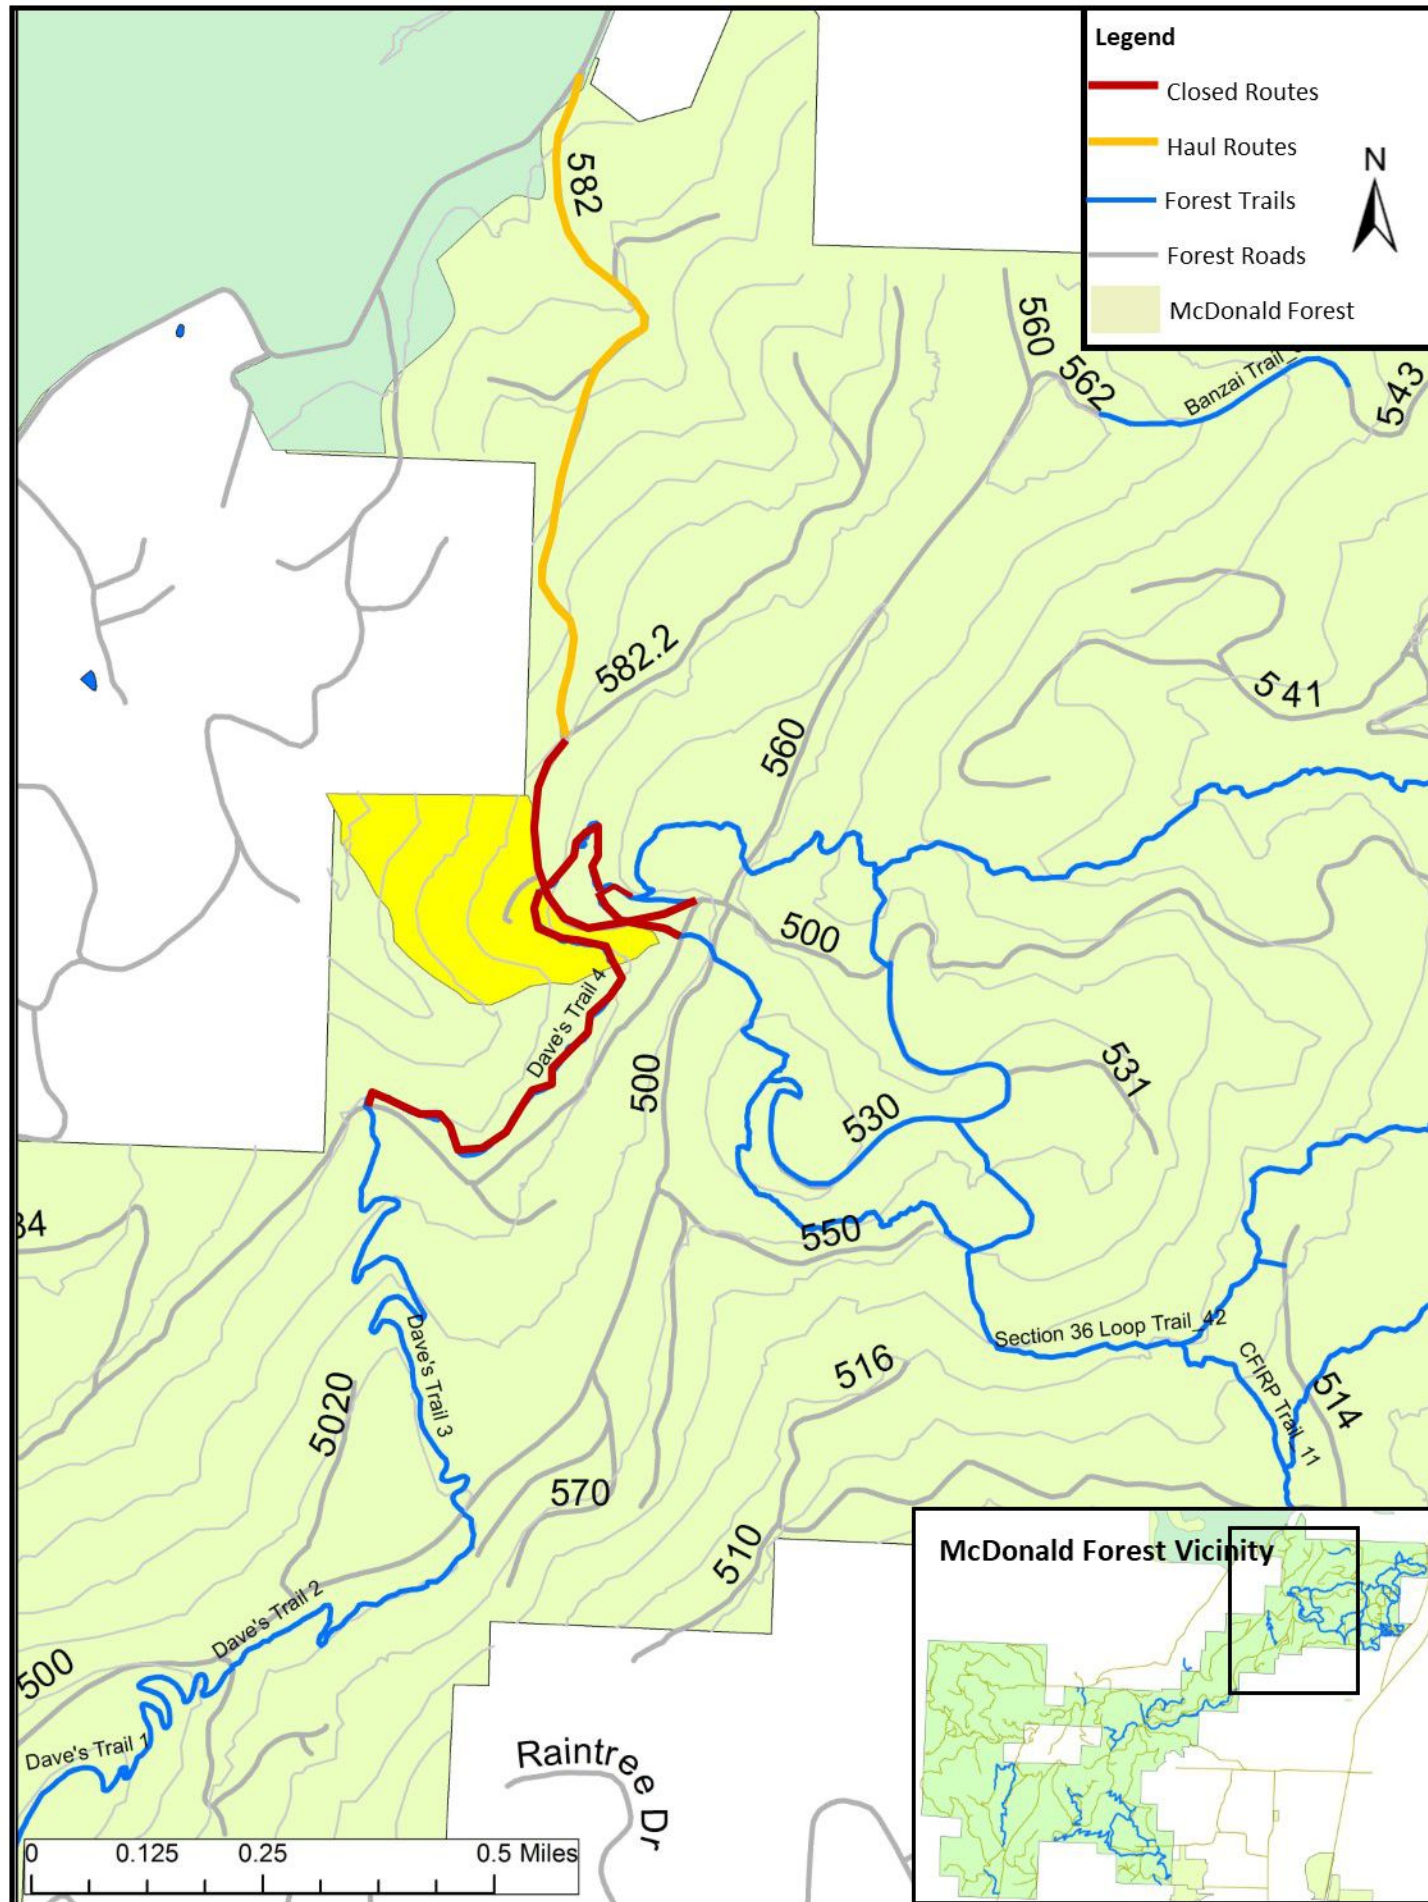 Legend
Closed Routes
Haul Routes
N
Forest Trails
Forest Roads
McDonald Forest
582
560
562
Banzai Trail
543
582.2
541
560
500
Dave's Trail 4
500
531
530
34
550
Section 36 Loop Trail_42
Dave's Trail 3
516
CFIRP Trail_11
514
5020
570
510
McDonald Forest Vicinity
Dave's Trail 2
500
Dave's Trail 1
Raintree Dr
0 0.125 0.25 0.5 Miles